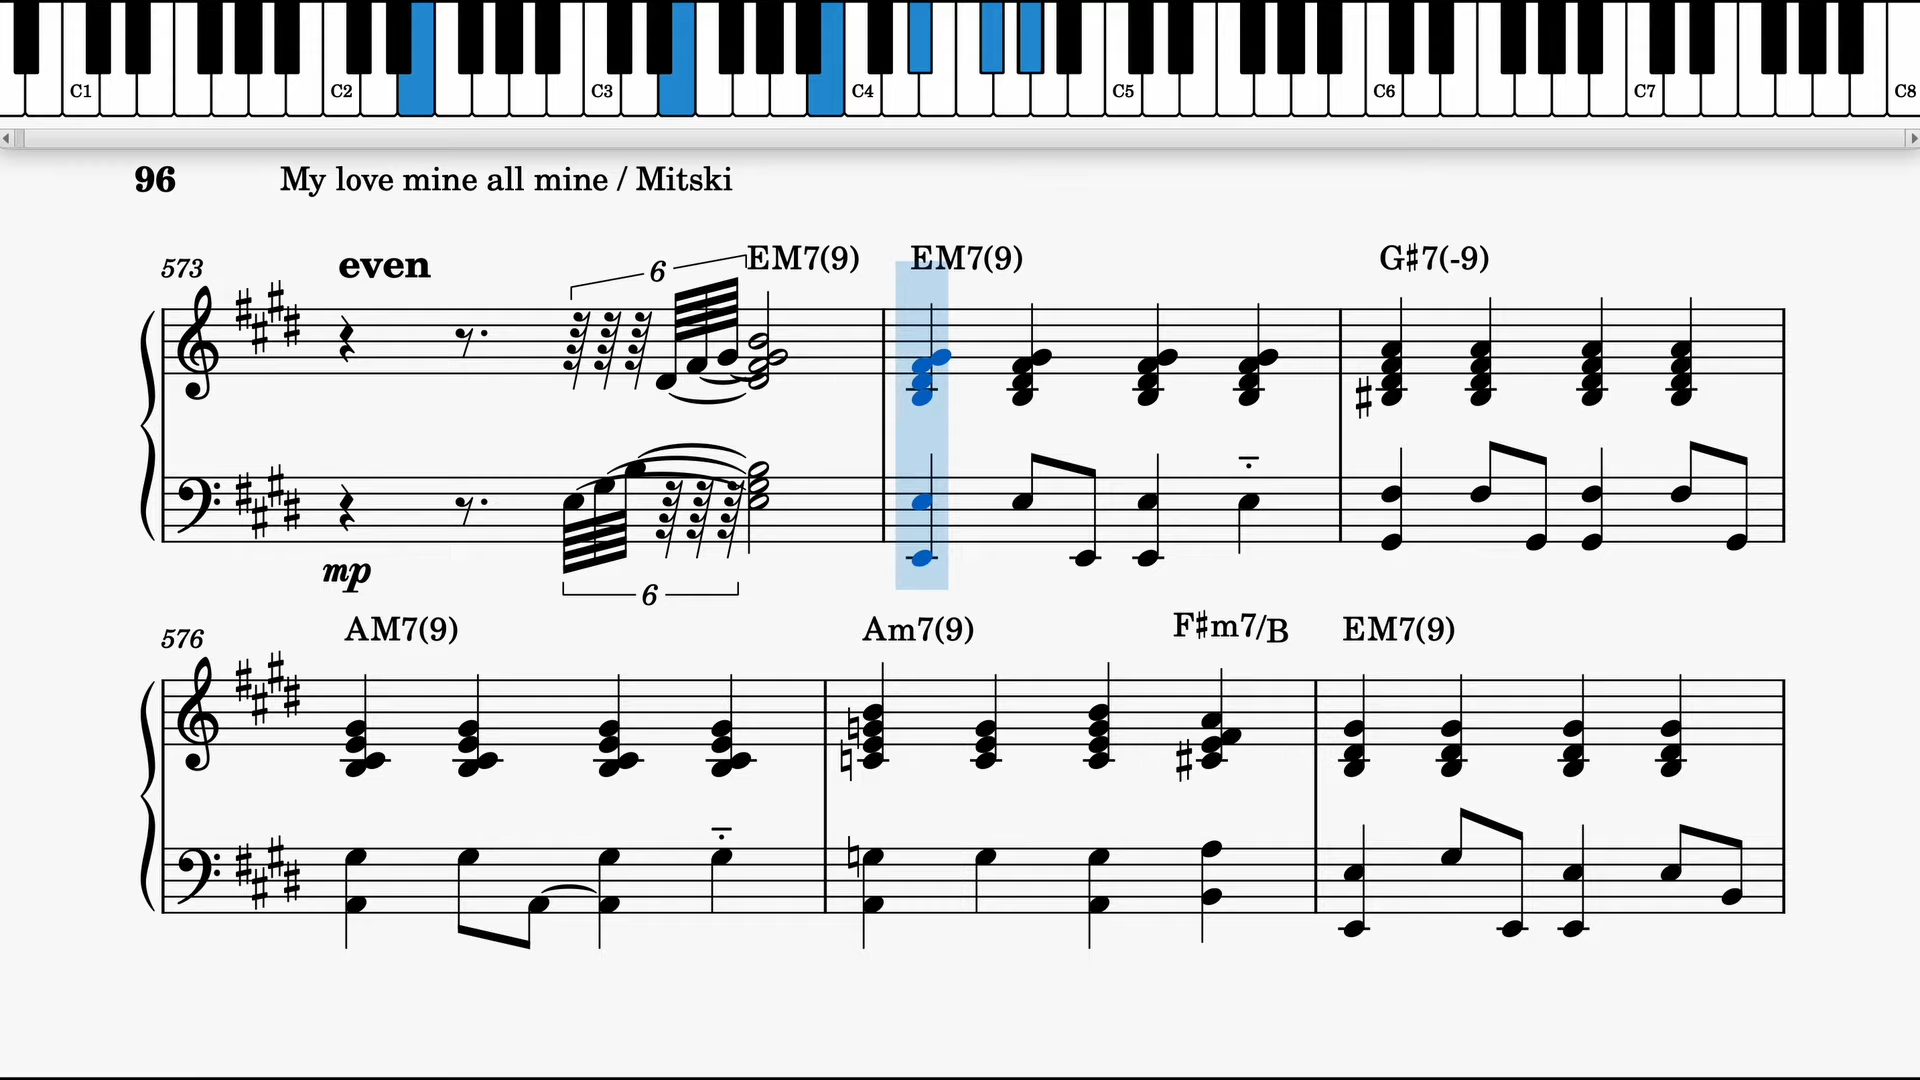 C1 C2 C3 C4 C5 C6 C7 C8
96 My love mine all mine / Mitski
573 even 6 EM7(9) EM7(9) G♯7(-9)
mp 6
576 AM7(9) Am7(9) F♯m7/B EM7(9)